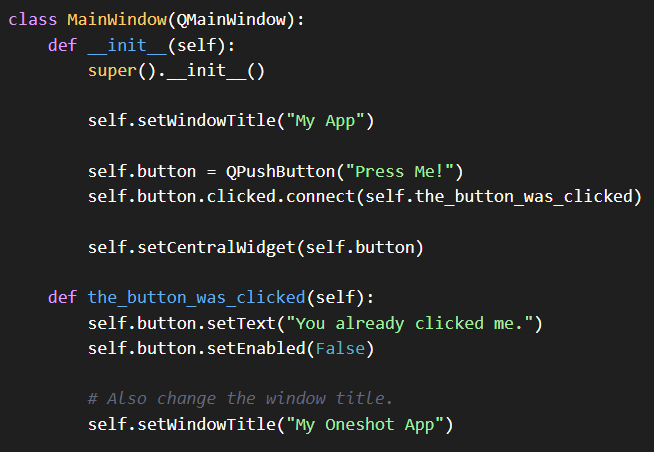 class MainWindow(QMainWindow):
    def __init__(self):
        super().__init__()

        self.setWindowTitle("My App")

        self.button = QPushButton("Press Me!")
        self.button.clicked.connect(self.the_button_was_clicked)

        self.setCentralWidget(self.button)

    def the_button_was_clicked(self):
        self.button.setText("You already clicked me.")
        self.button.setEnabled(False)

        # Also change the window title.
        self.setWindowTitle("My Oneshot App")